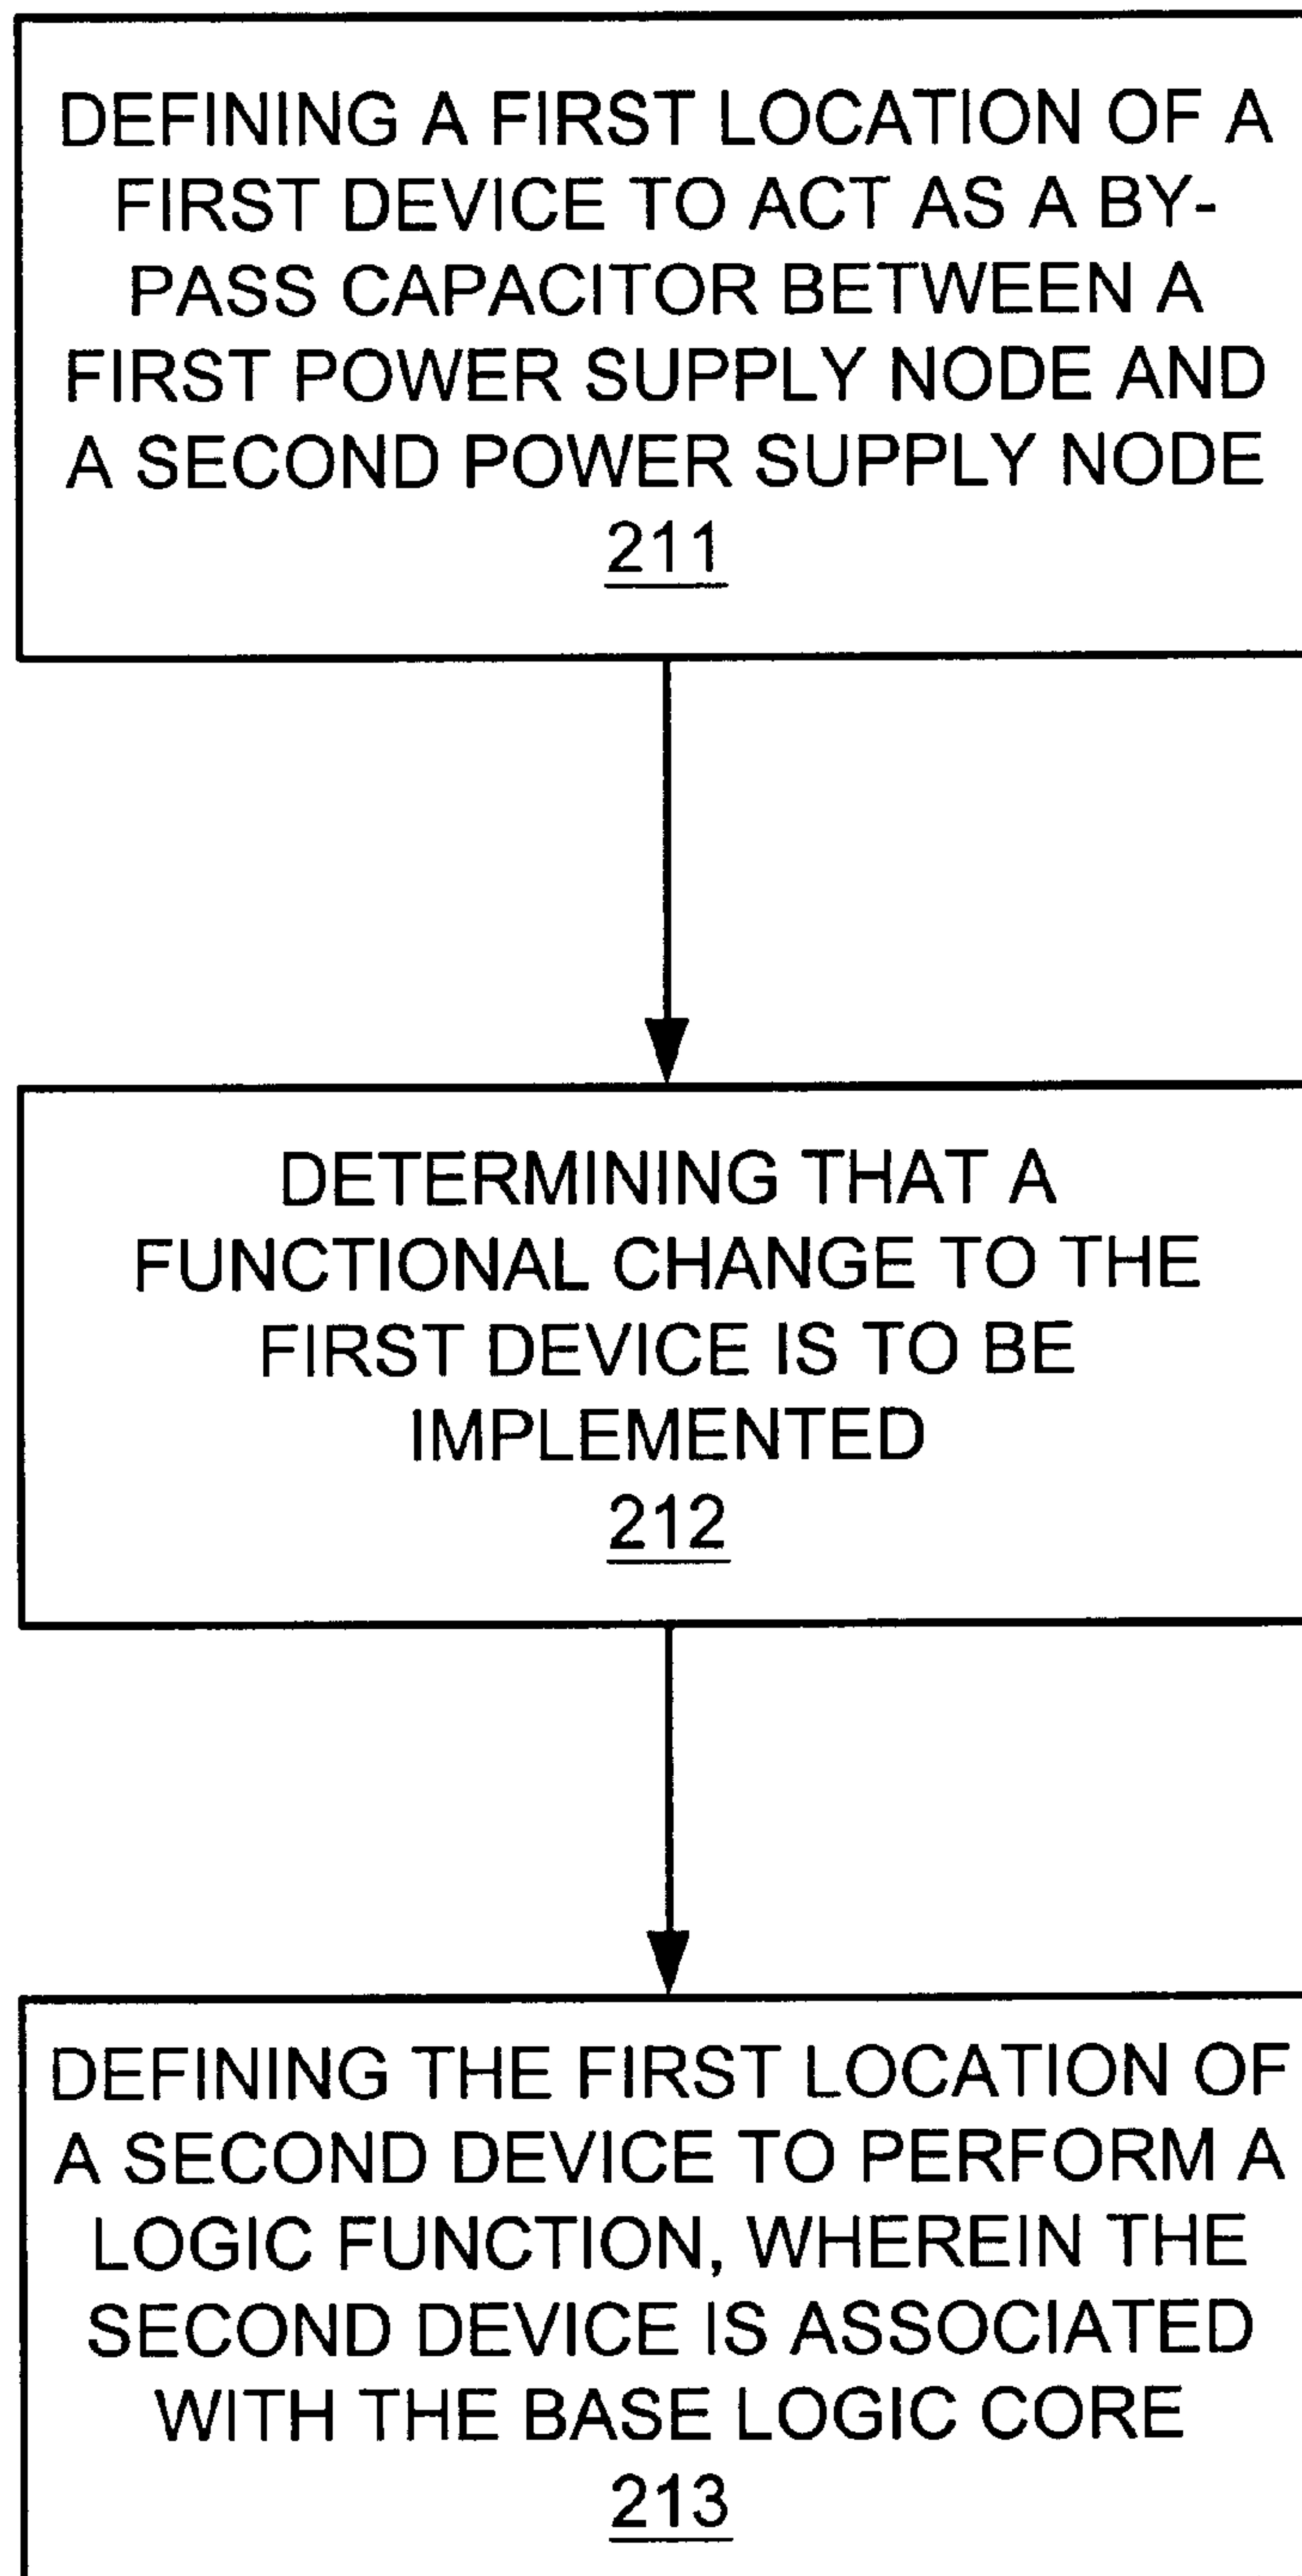 DEFINING A FIRST LOCATION OF A
FIRST DEVICE TO ACT AS A BY-
PASS CAPACITOR BETWEEN A
FIRST POWER SUPPLY NODE AND
A SECOND POWER SUPPLY NODE
211
DETERMINING THAT A
FUNCTIONAL CHANGE TO THE
FIRST DEVICE IS TO BE
IMPLEMENTED
212
DEFINING THE FIRST LOCATION OF
A SECOND DEVICE TO PERFORM A
LOGIC FUNCTION, WHEREIN THE
SECOND DEVICE IS ASSOCIATED
WITH THE BASE LOGIC CORE
213